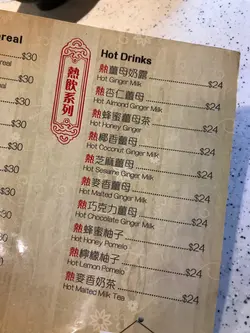 ereal
$30
ereal
$30
$30
$30
$30
$30
$30
$30
熱飲系列
Hot Drinks
熱薑母奶露 $24
Hot Ginger Milk
熱杏仁薑母 $24
Hot Almond Ginger Milk
熱蜂蜜薑母茶 $24
Hot Honey Ginger
熱椰香薑母 $24
Hot Coconut Ginger Milk
熱芝麻薑母 $24
Hot Sesame Ginger Milk
熱麥香薑母 $24
Hot Malted Ginger Milk
熱巧克力薑母 $24
Hot Chocolate Ginger Milk
熱蜂蜜柚子 $24
Hot Honey Pomelo
熱檸檬柚子 $24
Hot Lemon Pomelo
熱麥香奶茶 $24
Hot Malted Milk Tea